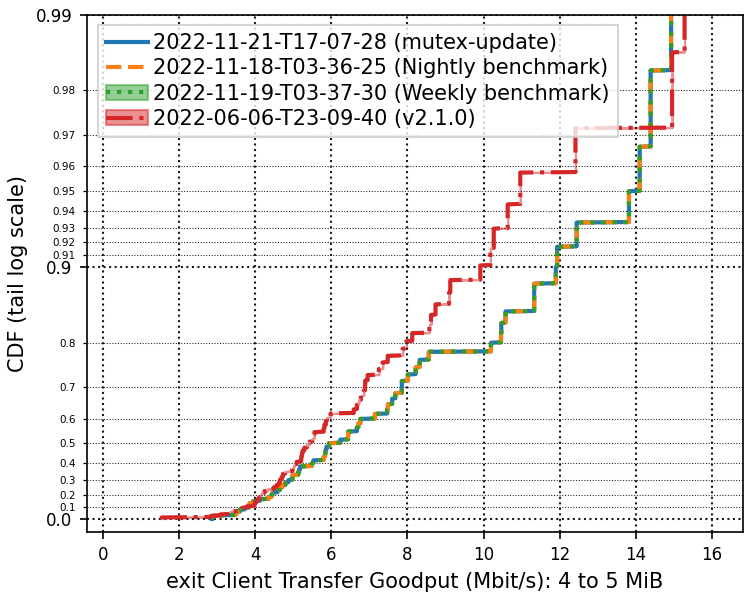 0.99
0.98
0.97
0.96
0.95
0.94
0.93
0.92
0.91
0.9
0.8
0.7
0.6
0.5
0.4
0.3
0.2
0.1
0.0
CDF (tail log scale)
2022-11-21-T17-07-28 (mutex-update)
2022-11-18-T03-36-25 (Nightly benchmark)
2022-11-19-T03-37-30 (Weekly benchmark)
2022-06-06-T23-09-40 (v2.1.0)
0 2 4 6 8 10 12 14 16
exit Client Transfer Goodput (Mbit/s): 4 to 5 MiB